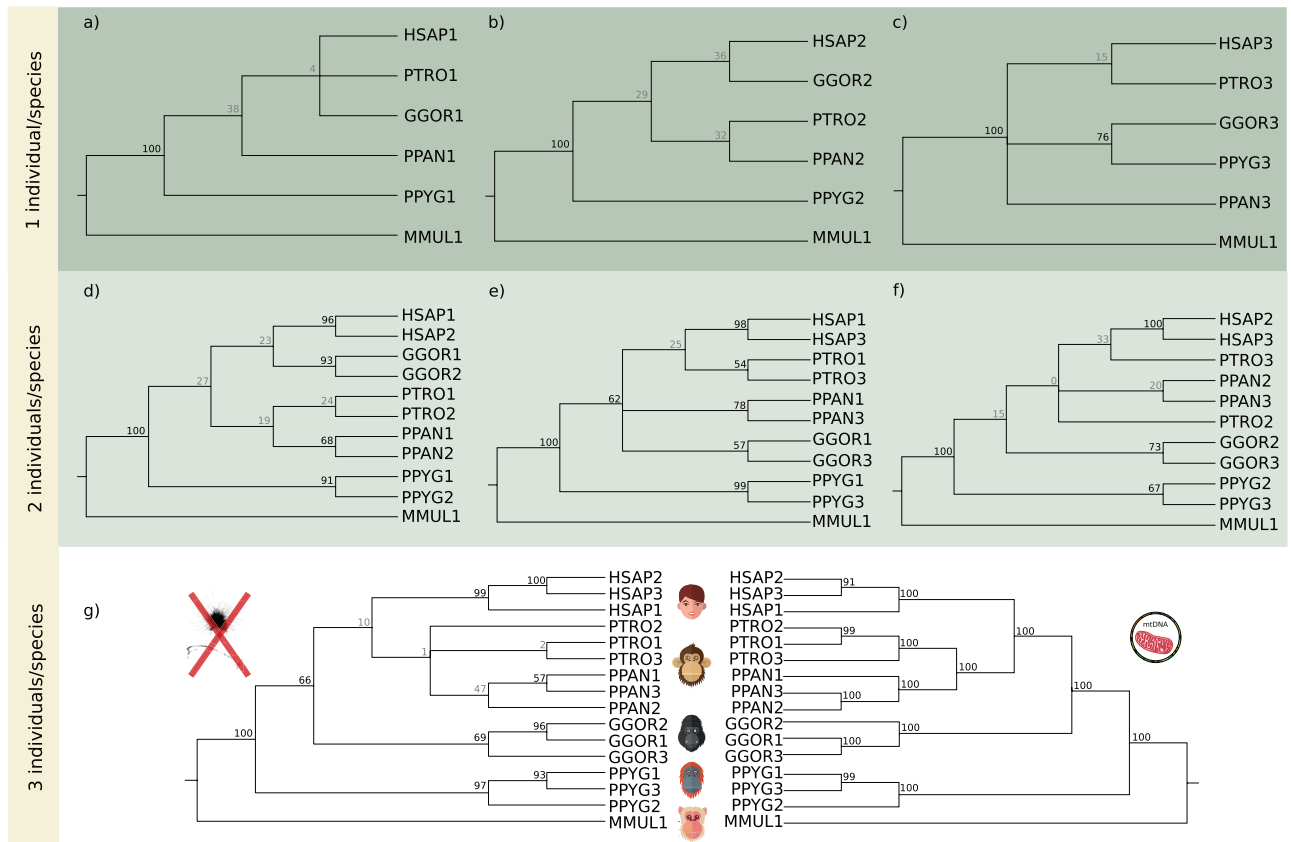 1 individual/species
a)
HSAP1
4
PTRO1
GGOR1
38
PPAN1
100
PPYG1
MMUL1
b)
HSAP2
36
GGOR2
29
PTRO2
32
PPAN2
100
PPYG2
MMUL1
c)
HSAP3
15
PTRO3
GGOR3
100
76
PPYG3
PPAN3
MMUL1
2 individuals/species
d)
HSAP1
96
HSAP2
23
GGOR1
93
GGOR2
27
PTRO1
24
PTRO2
19
PPAN1
68
PPAN2
100
PPYG1
91
PPYG2
MMUL1
e)
HSAP1
98
HSAP3
25
PTRO1
54
PTRO3
62
PPAN1
78
PPAN3
GGOR1
57
GGOR3
100
PPYG1
99
PPYG3
MMUL1
f)
HSAP2
100
HSAP3
33
PTRO3
0
PPAN2
20
PPAN3
PTRO2
15
GGOR2
73
GGOR3
100
PPYG2
67
PPYG3
MMUL1
3 individuals/species
g)
HSAP2
100
HSAP3
99
HSAP1
10
PTRO2
PTRO1
2
PTRO3
1
PPAN1
57
PPAN3
47
PPAN2
66
GGOR2
96
GGOR1
69
GGOR3
100
PPYG1
93
PPYG3
97
PPYG2
MMUL1
HSAP2
91
HSAP3
100
HSAP1
PTRO2
99
PTRO1
100
PTRO3
100
PPAN1
100
PPAN3
100
PPAN2
100
GGOR2
100
GGOR1
100
GGOR3
100
PPYG1
99
PPYG3
100
PPYG2
100
MMUL1
mtDNA